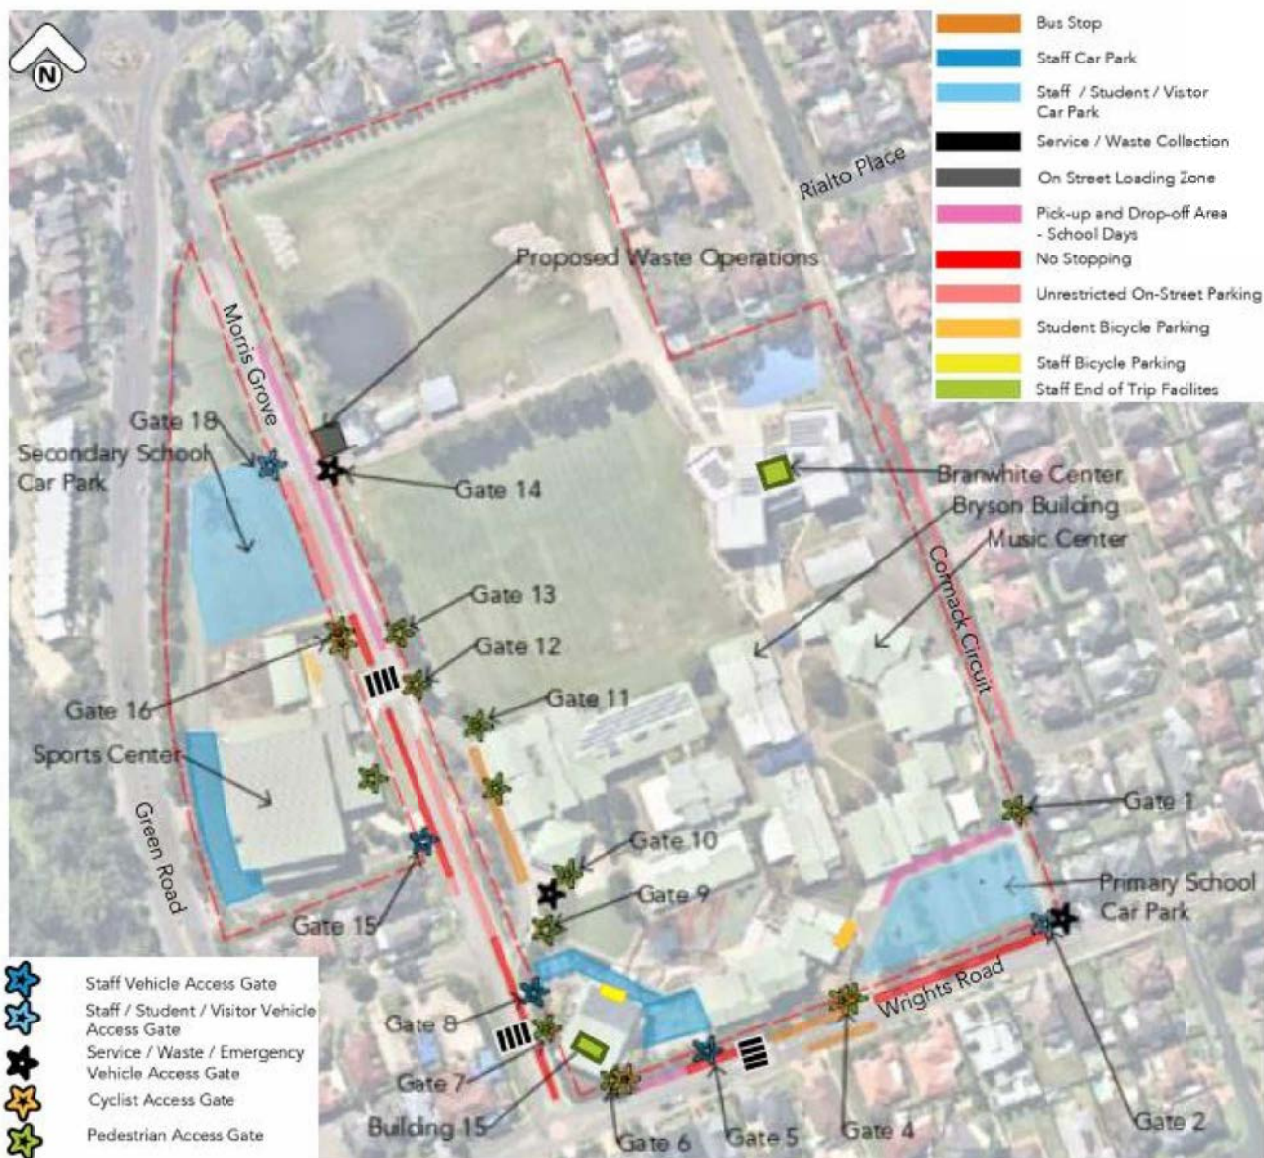 N
Bus Stop
Staff Car Park
Staff / Student / Vistor
Car Park
Service / Waste Collection
On Street Loading Zone
Pick-up and Drop-off Area
- School Days
No Stopping
Unrestricted On-Street Parking
Student Bicycle Parking
Staff Bicycle Parking
Staff End of Trip Facilites
Rialto Place
Proposed Waste Operations
Morris Grove
Gate 18
Secondary School
Car Park
Gate 14
Branwhite Center
Bryson Building
Music Center
Cormack Circuit
Gate 13
Gate 12
Gate 11
Gate 16
Sports Center
Green Road
Gate 10
Gate 9
Gate 1
Primary School
Car Park
Gate 15
Wrights Road
Gate 8
Gate 7
Building 15
Gate 6
Gate 5
Gate 4
Gate 2
Staff Vehicle Access Gate
Staff / Student / Visitor Vehicle
Access Gate
Service / Waste / Emergency
Vehicle Access Gate
Cyclist Access Gate
Pedestrian Access Gate